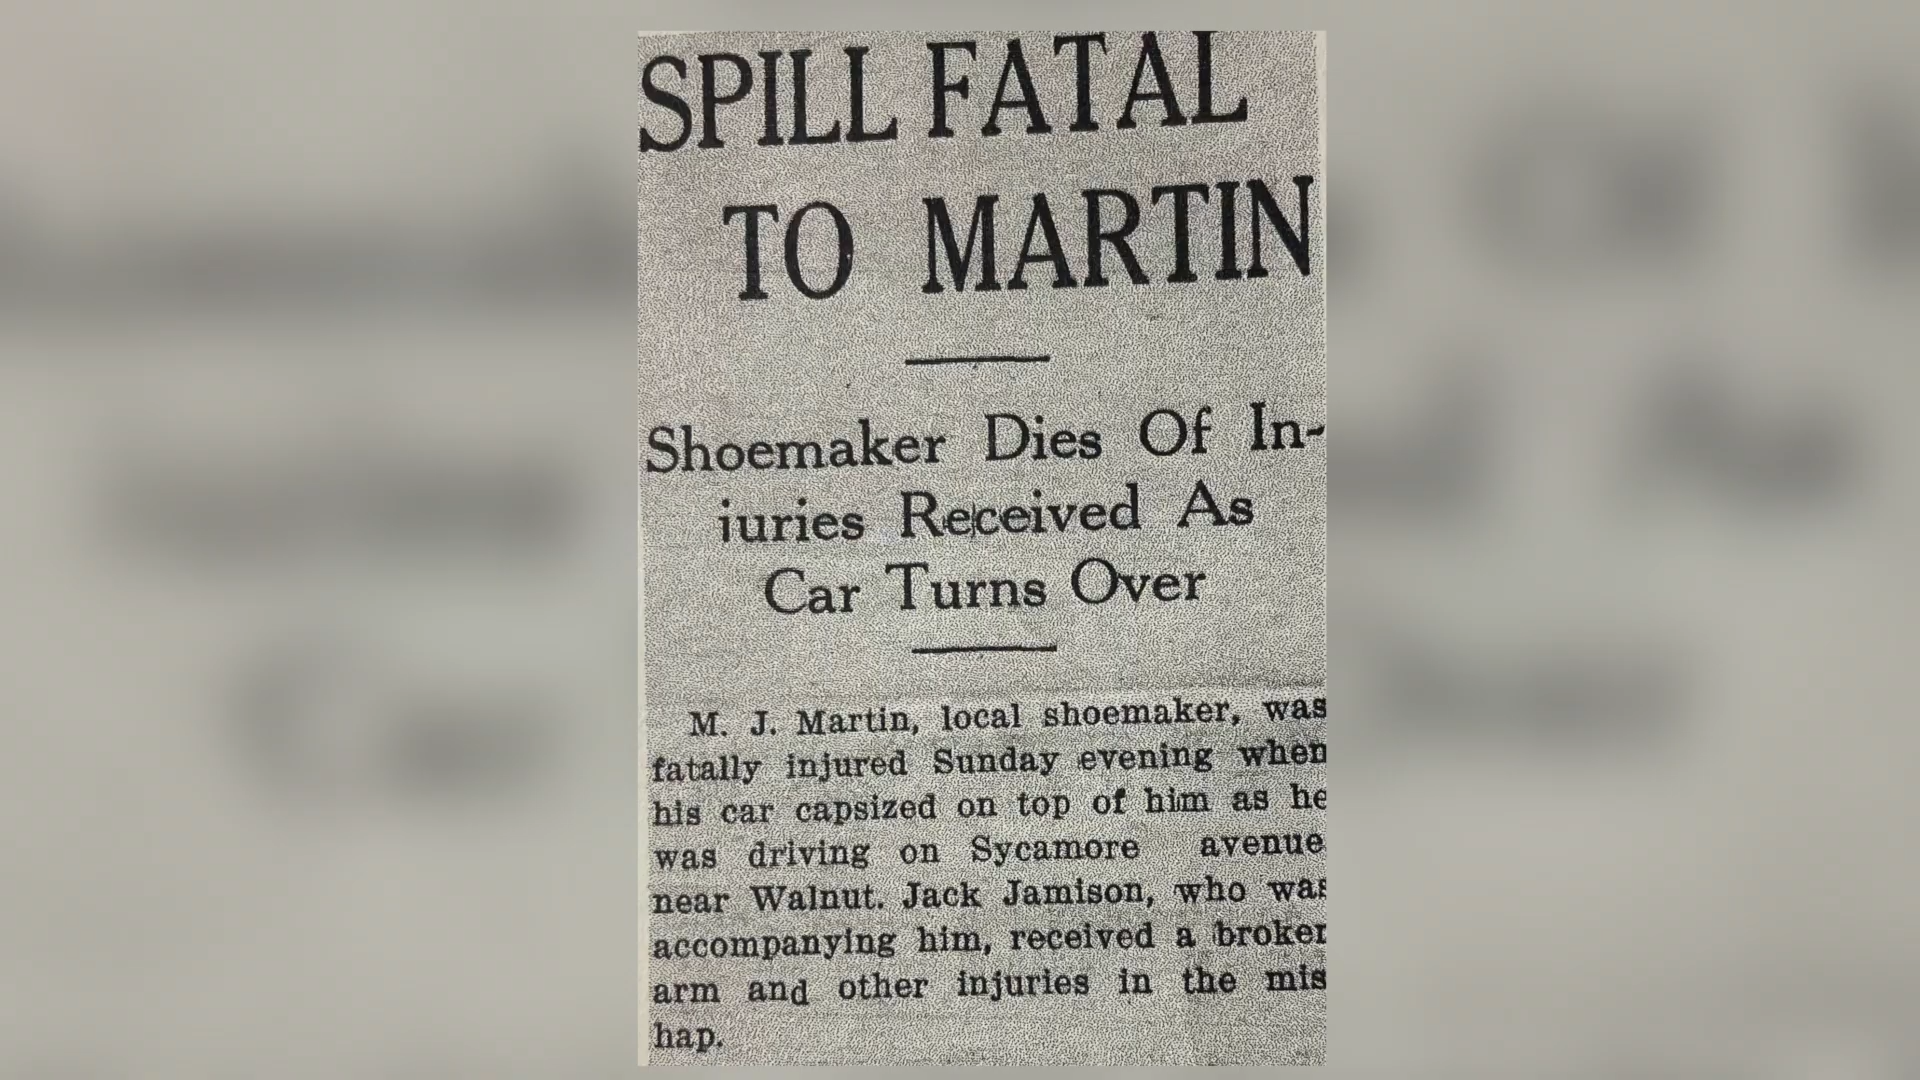 SPILL FATAL
TO MARTIN
Shoemaker Dies Of In-
juries Received As
Car Turns Over
M. J. Martin, local shoemaker, was
fatally injured Sunday evening when
his car capsized on top of him as he
was driving on Sycamore avenue
near Walnut. Jack Jamison, who was
accompanying him, received a broken
arm and other injuries in the mis
hap.